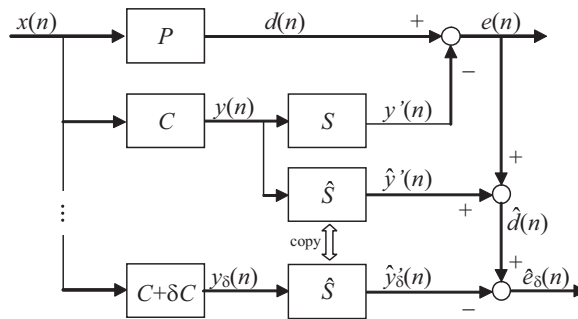 x(n) P d(n) + e(n)
−
C y(n) S y’(n)
+
Ŝ ŷ’(n) +
d̂(n)
⋮ copy
+
C+δC yδ(n) Ŝ ŷ’δ(n) − êδ(n)